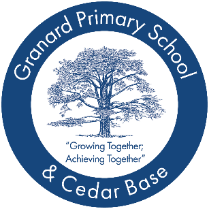 Granard Primary School
"Growing Together;
Achieving Together"
& Cedar Base